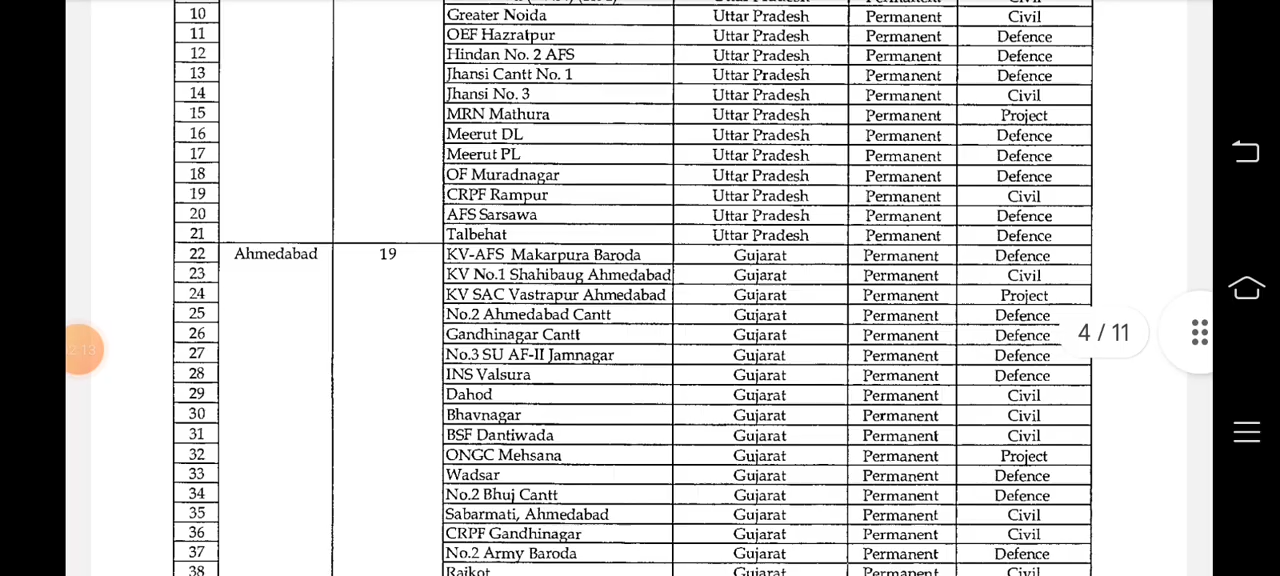 10 Greater Noida Uttar Pradesh Permanent Civil
11 OEF Hazratpur Uttar Pradesh Permanent Defence
12 Hindan No. 2 AFS Uttar Pradesh Permanent Defence
13 Jhansi Cantt No. 1 Uttar Pradesh Permanent Defence
14 Jhansi No. 3 Uttar Pradesh Permanent Civil
15 MRN Mathura Uttar Pradesh Permanent Project
16 Meerut DL Uttar Pradesh Permanent Defence
17 Meerut PL Uttar Pradesh Permanent Defence
18 OF Muradnagar Uttar Pradesh Permanent Defence
19 CRPF Rampur Uttar Pradesh Permanent Civil
20 AFS Sarsawa Uttar Pradesh Permanent Defence
21 Talbehat Uttar Pradesh Permanent Defence
22 Ahmedabad 19 KV-AFS Makarpura Baroda Gujarat Permanent Defence
23 KV No.1 Shahibaug Ahmedabad Gujarat Permanent Civil
24 KV SAC Vastrapur Ahmedabad Gujarat Permanent Project
25 No.2 Ahmedabad Cantt Gujarat Permanent Defence
26 Gandhinagar Cantt Gujarat Permanent Defence
4 / 11
27 No.3 SU AF-II Jamnagar Gujarat Permanent Defence
28 INS Valsura Gujarat Permanent Defence
29 Dahod Gujarat Permanent Civil
30 Bhavnagar Gujarat Permanent Civil
31 BSF Dantiwada Gujarat Permanent Civil
32 ONGC Mehsana Gujarat Permanent Project
33 Wadsar Gujarat Permanent Defence
34 No.2 Bhuj Cantt Gujarat Permanent Defence
35 Sabarmati, Ahmedabad Gujarat Permanent Civil
36 CRPF Gandhinagar Gujarat Permanent Civil
37 No.2 Army Baroda Gujarat Permanent Defence
38 Rajkot Gujarat Permanent Civil